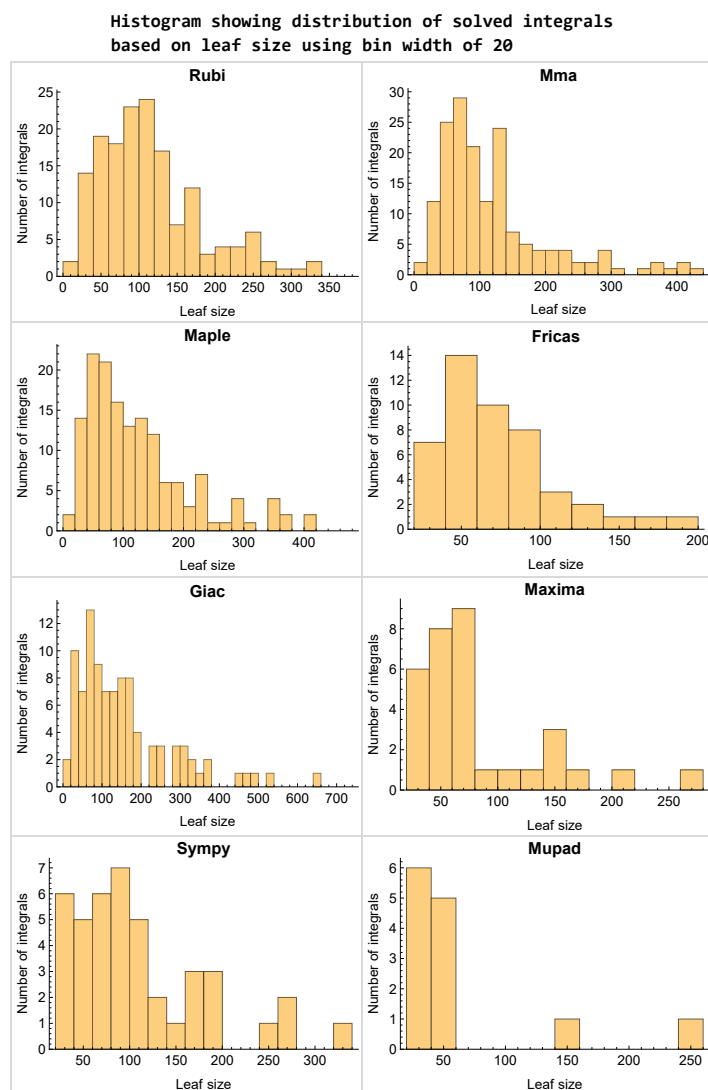 Histogram showing distribution of solved integrals
based on leaf size using bin width of 20
Rubi
Number of integrals
25
20
15
10
5
0
0 50 100 150 200 250 300 350
Leaf size
Mma
Number of integrals
30
25
20
15
10
5
0
0 100 200 300 400
Leaf size
Maple
Number of integrals
20
15
10
5
0
0 100 200 300 400
Leaf size
Fricas
Number of integrals
14
12
10
8
6
4
2
0
50 100 150 200
Leaf size
Giac
Number of integrals
12
10
8
6
4
2
0
0 100 200 300 400 500 600 700
Leaf size
Maxima
Number of integrals
8
6
4
2
0
50 100 150 200 250
Leaf size
Sympy
Number of integrals
7
6
5
4
3
2
1
0
50 100 150 200 250 300
Leaf size
Mupad
Number of integrals
6
5
4
3
2
1
0
50 100 150 200 250
Leaf size